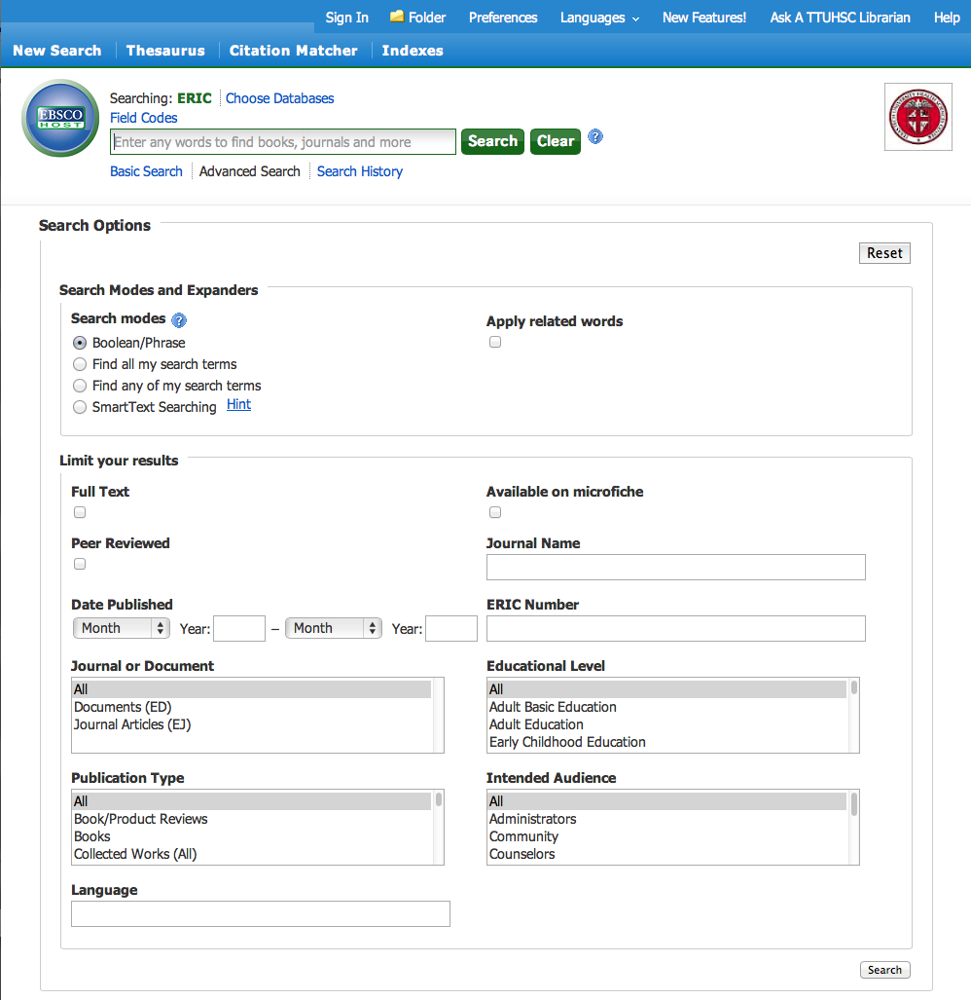 Sign In Folder Preferences Languages New Features! Ask A TTUHSC Librarian Help
New Search Thesaurus Citation Matcher Indexes
EBSCO
HOST
Searching: ERIC Choose Databases
Field Codes
Enter any words to find books, journals and more Search Clear ?
Basic Search Advanced Search Search History
Search Options
Reset
Search Modes and Expanders
Search modes ? Apply related words
Boolean/Phrase
Find all my search terms
Find any of my search terms
SmartText Searching Hint
Limit your results
Full Text Available on microfiche
Peer Reviewed Journal Name
Date Published ERIC Number
Month Year: – Month Year:
Journal or Document Educational Level
All All
Documents (ED) Adult Basic Education
Journal Articles (EJ) Adult Education
Early Childhood Education
Publication Type Intended Audience
All All
Book/Product Reviews Administrators
Books Community
Collected Works (All) Counselors
Language
Search